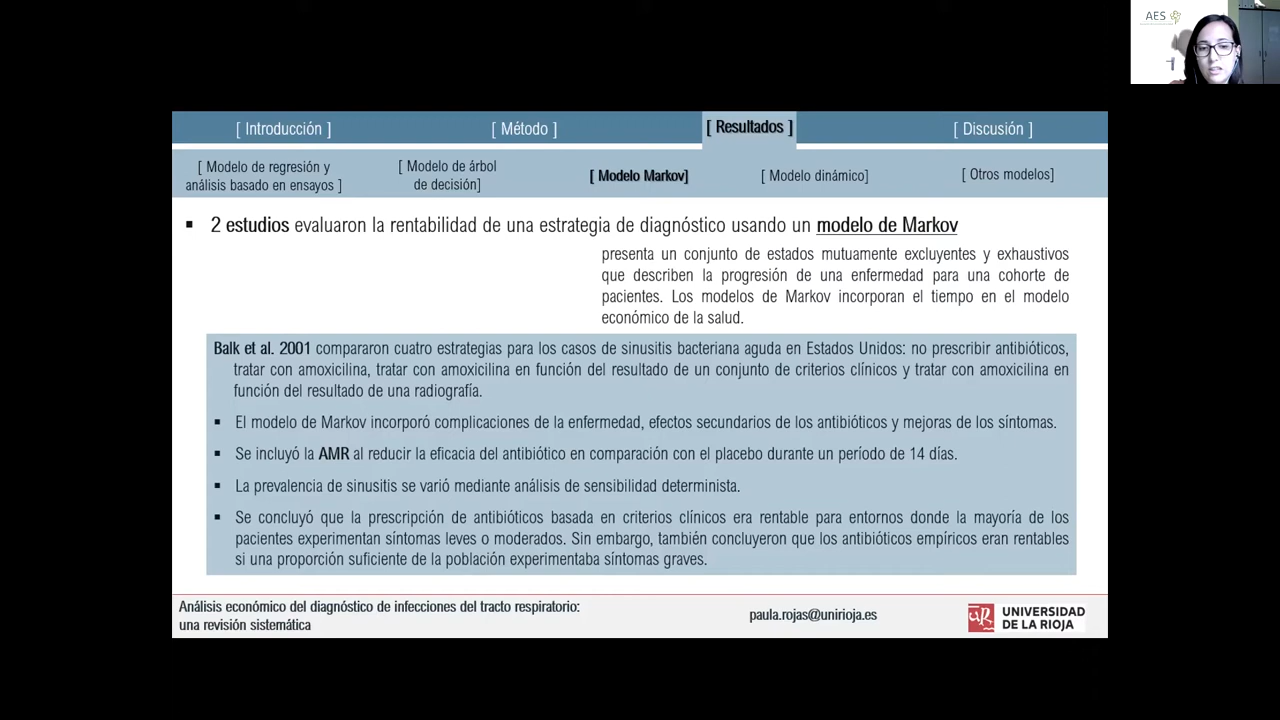 AES
[ Introducción ]
[ Método ]
[ Resultados ]
[ Discusión ]
[ Modelo de regresión y
análisis basado en ensayos ]
[ Modelo de árbol
de decisión]
[ Modelo Markov]
[ Modelo dinámico]
[ Otros modelos]
▪ 2 estudios evaluaron la rentabilidad de una estrategia de diagnóstico usando un modelo de Markov
presenta un conjunto de estados mutuamente excluyentes y exhaustivos
que describen la progresión de una enfermedad para una cohorte de
pacientes. Los modelos de Markov incorporan el tiempo en el modelo
económico de la salud.
Balk et al. 2001 compararon cuatro estrategias para los casos de sinusitis bacteriana aguda en Estados Unidos: no prescribir antibióticos,
tratar con amoxicilina, tratar con amoxicilina en función del resultado de un conjunto de criterios clínicos y tratar con amoxicilina en
función del resultado de una radiografía.
▪ El modelo de Markov incorporó complicaciones de la enfermedad, efectos secundarios de los antibióticos y mejoras de los síntomas.
▪ Se incluyó la AMR al reducir la eficacia del antibiótico en comparación con el placebo durante un período de 14 días.
▪ La prevalencia de sinusitis se varió mediante análisis de sensibilidad determinista.
▪ Se concluyó que la prescripción de antibióticos basada en criterios clínicos era rentable para entornos donde la mayoría de los
pacientes experimentan síntomas leves o moderados. Sin embargo, también concluyeron que los antibióticos empíricos eran rentables
si una proporción suficiente de la población experimentaba síntomas graves.
Análisis económico del diagnóstico de infecciones del tracto respiratorio:
una revisión sistemática
paula.rojas@unirioja.es
UNIVERSIDAD
DE LA RIOJA